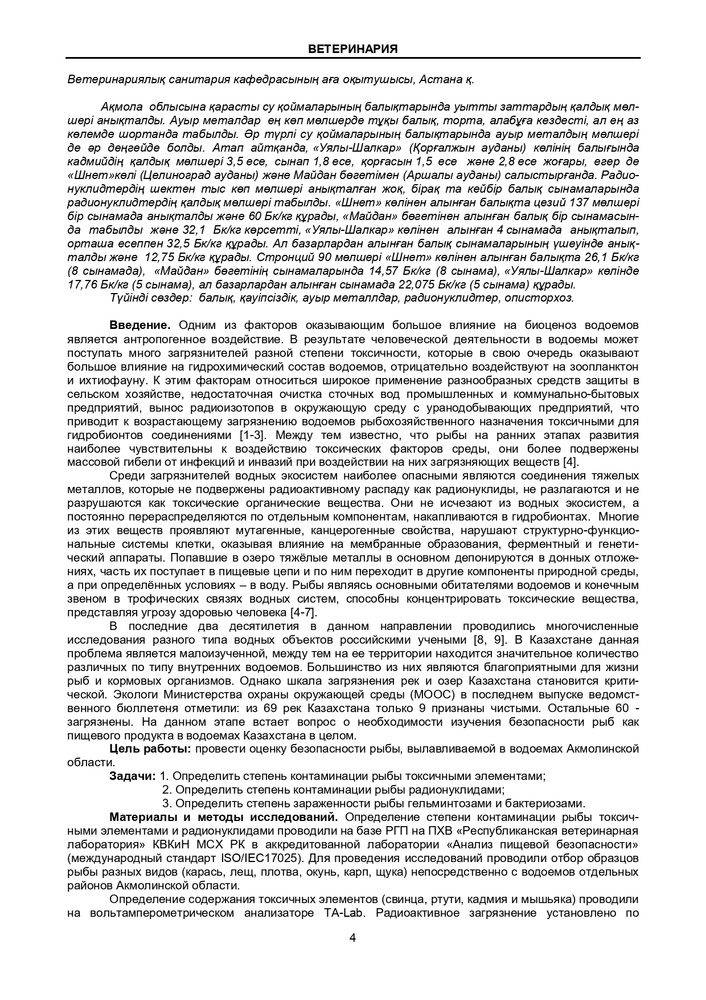 ВЕТЕРИНАРИЯ
Ветеринариялық санитария кафедрасының аға оқытушысы, Астана қ.
Ақмола облысына қарасты су қоймаларының балықтарында уытты заттардың қалдық мөл-
шері анықталды. Ауыр металдар ең көп мөлшерде тұқы балық, торта, алабұға кездесті, ал ең аз
көлемде шортанда табылды. Әр түрлі су қоймаларының балықтарында ауыр металдың мөлшері
де әр деңгейде болды. Атап айтқанда, «Уялы-Шалкар» (Қорғалжын ауданы) көлінің балығында
кадмийдің қалдық мөлшері 3,5 есе, сынап 1,8 есе, қорғасын 1,5 есе және 2,8 есе жоғары, егер де
«Шнет»көлі (Целиноград ауданы) және Майдан бөгетімен (Аршалы ауданы) салыстырғанда. Радио-
нуклидтердің шектен тыс көп мөлшері анықталған жоқ, бірақ та кейбір балық сынамаларында
радионуклидтердің қалдық мөлшері табылды. «Шнет» көлінен алынған балықта цезий 137 мөлшері
бір сынамада анықталды және 60 Бк/кг құрады, «Майдан» бөгетінен алынған балық бір сынамасын-
да табылды және 32,1 Бк/кг көрсетті, «Уялы-Шалкар» көлінен алынған 4 сынамада анықталып,
орташа есеппен 32,5 Бк/кг құрады. Ал базарлардан алынған балық сынамаларының үшеуінде анық-
талды және 12,75 Бк/кг құрады. Стронций 90 мөлшері «Шнет» көлінен алынған балықта 26,1 Бк/кг
(8 сынамада), «Майдан» бөгетінің сынамаларында 14,57 Бк/кг (8 сынама), «Уялы-Шалкар» көлінде
17,76 Бк/кг (5 сынама), ал базарлардан алынған сынамада 22,075 Бк/кг (5 сынама) құрады.
Түйінді сөздер: балық, қауіпсіздік, ауыр металлдар, радионуклидтер, описторхоз.
Введение. Одним из факторов оказывающим большое влияние на биоценоз водоемов
является антропогенное воздействие. В результате человеческой деятельности в водоемы может
поступать много загрязнителей разной степени токсичности, которые в свою очередь оказывают
большое влияние на гидрохимический состав водоемов, отрицательно воздействуют на зоопланктон
и ихтиофауну. К этим факторам относиться широкое применение разнообразных средств защиты в
сельском хозяйстве, недостаточная очистка сточных вод промышленных и коммунально-бытовых
предприятий, вынос радиоизотопов в окружающую среду с уранодобывающих предприятий, что
приводит к возрастающему загрязнению водоемов рыбохозяйственного назначения токсичными для
гидробионтов соединениями [1-3]. Между тем известно, что рыбы на ранних этапах развития
наиболее чувствительны к воздействию токсических факторов среды, они более подвержены
массовой гибели от инфекций и инвазий при воздействии на них загрязняющих веществ [4].
Среди загрязнителей водных экосистем наиболее опасными являются соединения тяжелых
металлов, которые не подвержены радиоактивному распаду как радионуклиды, не разлагаются и не
разрушаются как токсические органические вещества. Они не исчезают из водных экосистем, а
постоянно перераспределяются по отдельным компонентам, накапливаются в гидробионтах. Многие
из этих веществ проявляют мутагенные, канцерогенные свойства, нарушают структурно-функцио-
нальные системы клетки, оказывая влияние на мембранные образования, ферментный и генети-
ческий аппараты. Попавшие в озеро тяжёлые металлы в основном депонируются в донных отложе-
ниях, часть их поступает в пищевые цепи и по ним переходит в другие компоненты природной среды,
а при определённых условиях – в воду. Рыбы являясь основными обитателями водоемов и конечным
звеном в трофических связях водных систем, способны концентрировать токсические вещества,
представляя угрозу здоровью человека [4-7].
В последние два десятилетия в данном направлении проводились многочисленные
исследования разного типа водных объектов российскими учеными [8, 9]. В Казахстане данная
проблема является малоизученной, между тем на ее территории находится значительное количество
различных по типу внутренних водоемов. Большинство из них являются благоприятными для жизни
рыб и кормовых организмов. Однако шкала загрязнения рек и озер Казахстана становится крити-
ческой. Экологи Министерства охраны окружающей среды (МООС) в последнем выпуске ведомст-
венного бюллетеня отметили: из 69 рек Казахстана только 9 признаны чистыми. Остальные 60 -
загрязнены. На данном этапе встает вопрос о необходимости изучения безопасности рыб как
пищевого продукта в водоемах Казахстана в целом.
Цель работы: провести оценку безопасности рыбы, вылавливаемой в водоемах Акмолинской
области.
Задачи: 1. Определить степень контаминации рыбы токсичными элементами;
2. Определить степень контаминации рыбы радионуклидами;
3. Определить степень зараженности рыбы гельминтозами и бактериозами.
Материалы и методы исследований. Определение степени контаминации рыбы токсич-
ными элементами и радионуклидами проводили на базе РГП на ПХВ «Республиканская ветеринарная
лаборатория» КВКиН МСХ РК в аккредитованной лаборатории «Анализ пищевой безопасности»
(международный стандарт ISO/IEC17025). Для проведения исследований проводили отбор образцов
рыбы разных видов (карась, лещ, плотва, окунь, карп, щука) непосредственно с водоемов отдельных
районов Акмолинской области.
Определение содержания токсичных элементов (свинца, ртути, кадмия и мышьяка) проводили
на вольтамперометрическом анализаторе TA-Lab. Радиоактивное загрязнение установлено по
4